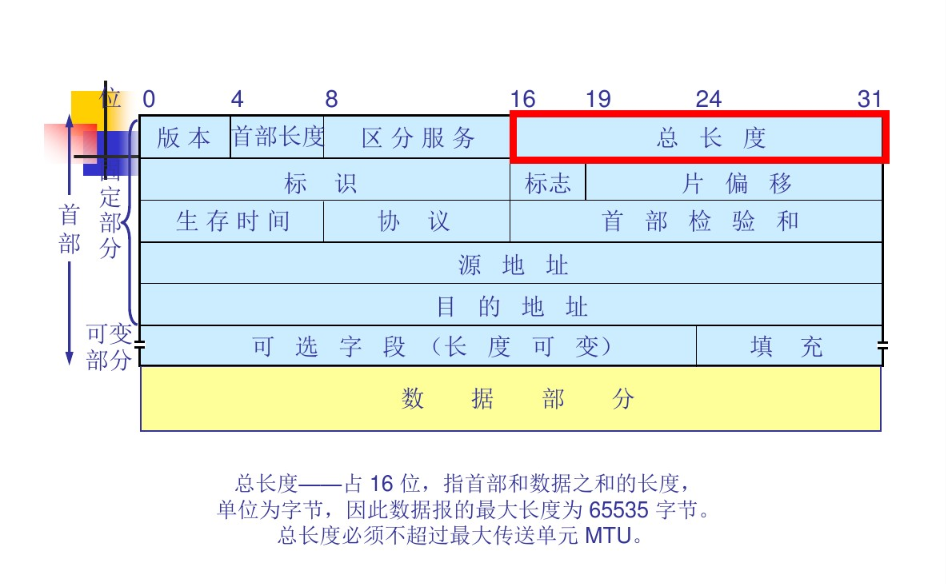 位 0 4 8 16 19 24 31
版本 首部长度 区分服务 总长度
标识 标志 片偏移
生存时间 协议 首部检验和
源地址
目的地址
可选字段（长度可变） 填充
数据部分
首部
固定部分
可变部分
总长度——占 16 位，指首部和数据之和的长度，
单位为字节，因此数据报的最大长度为 65535 字节。
总长度必须不超过最大传送单元 MTU。